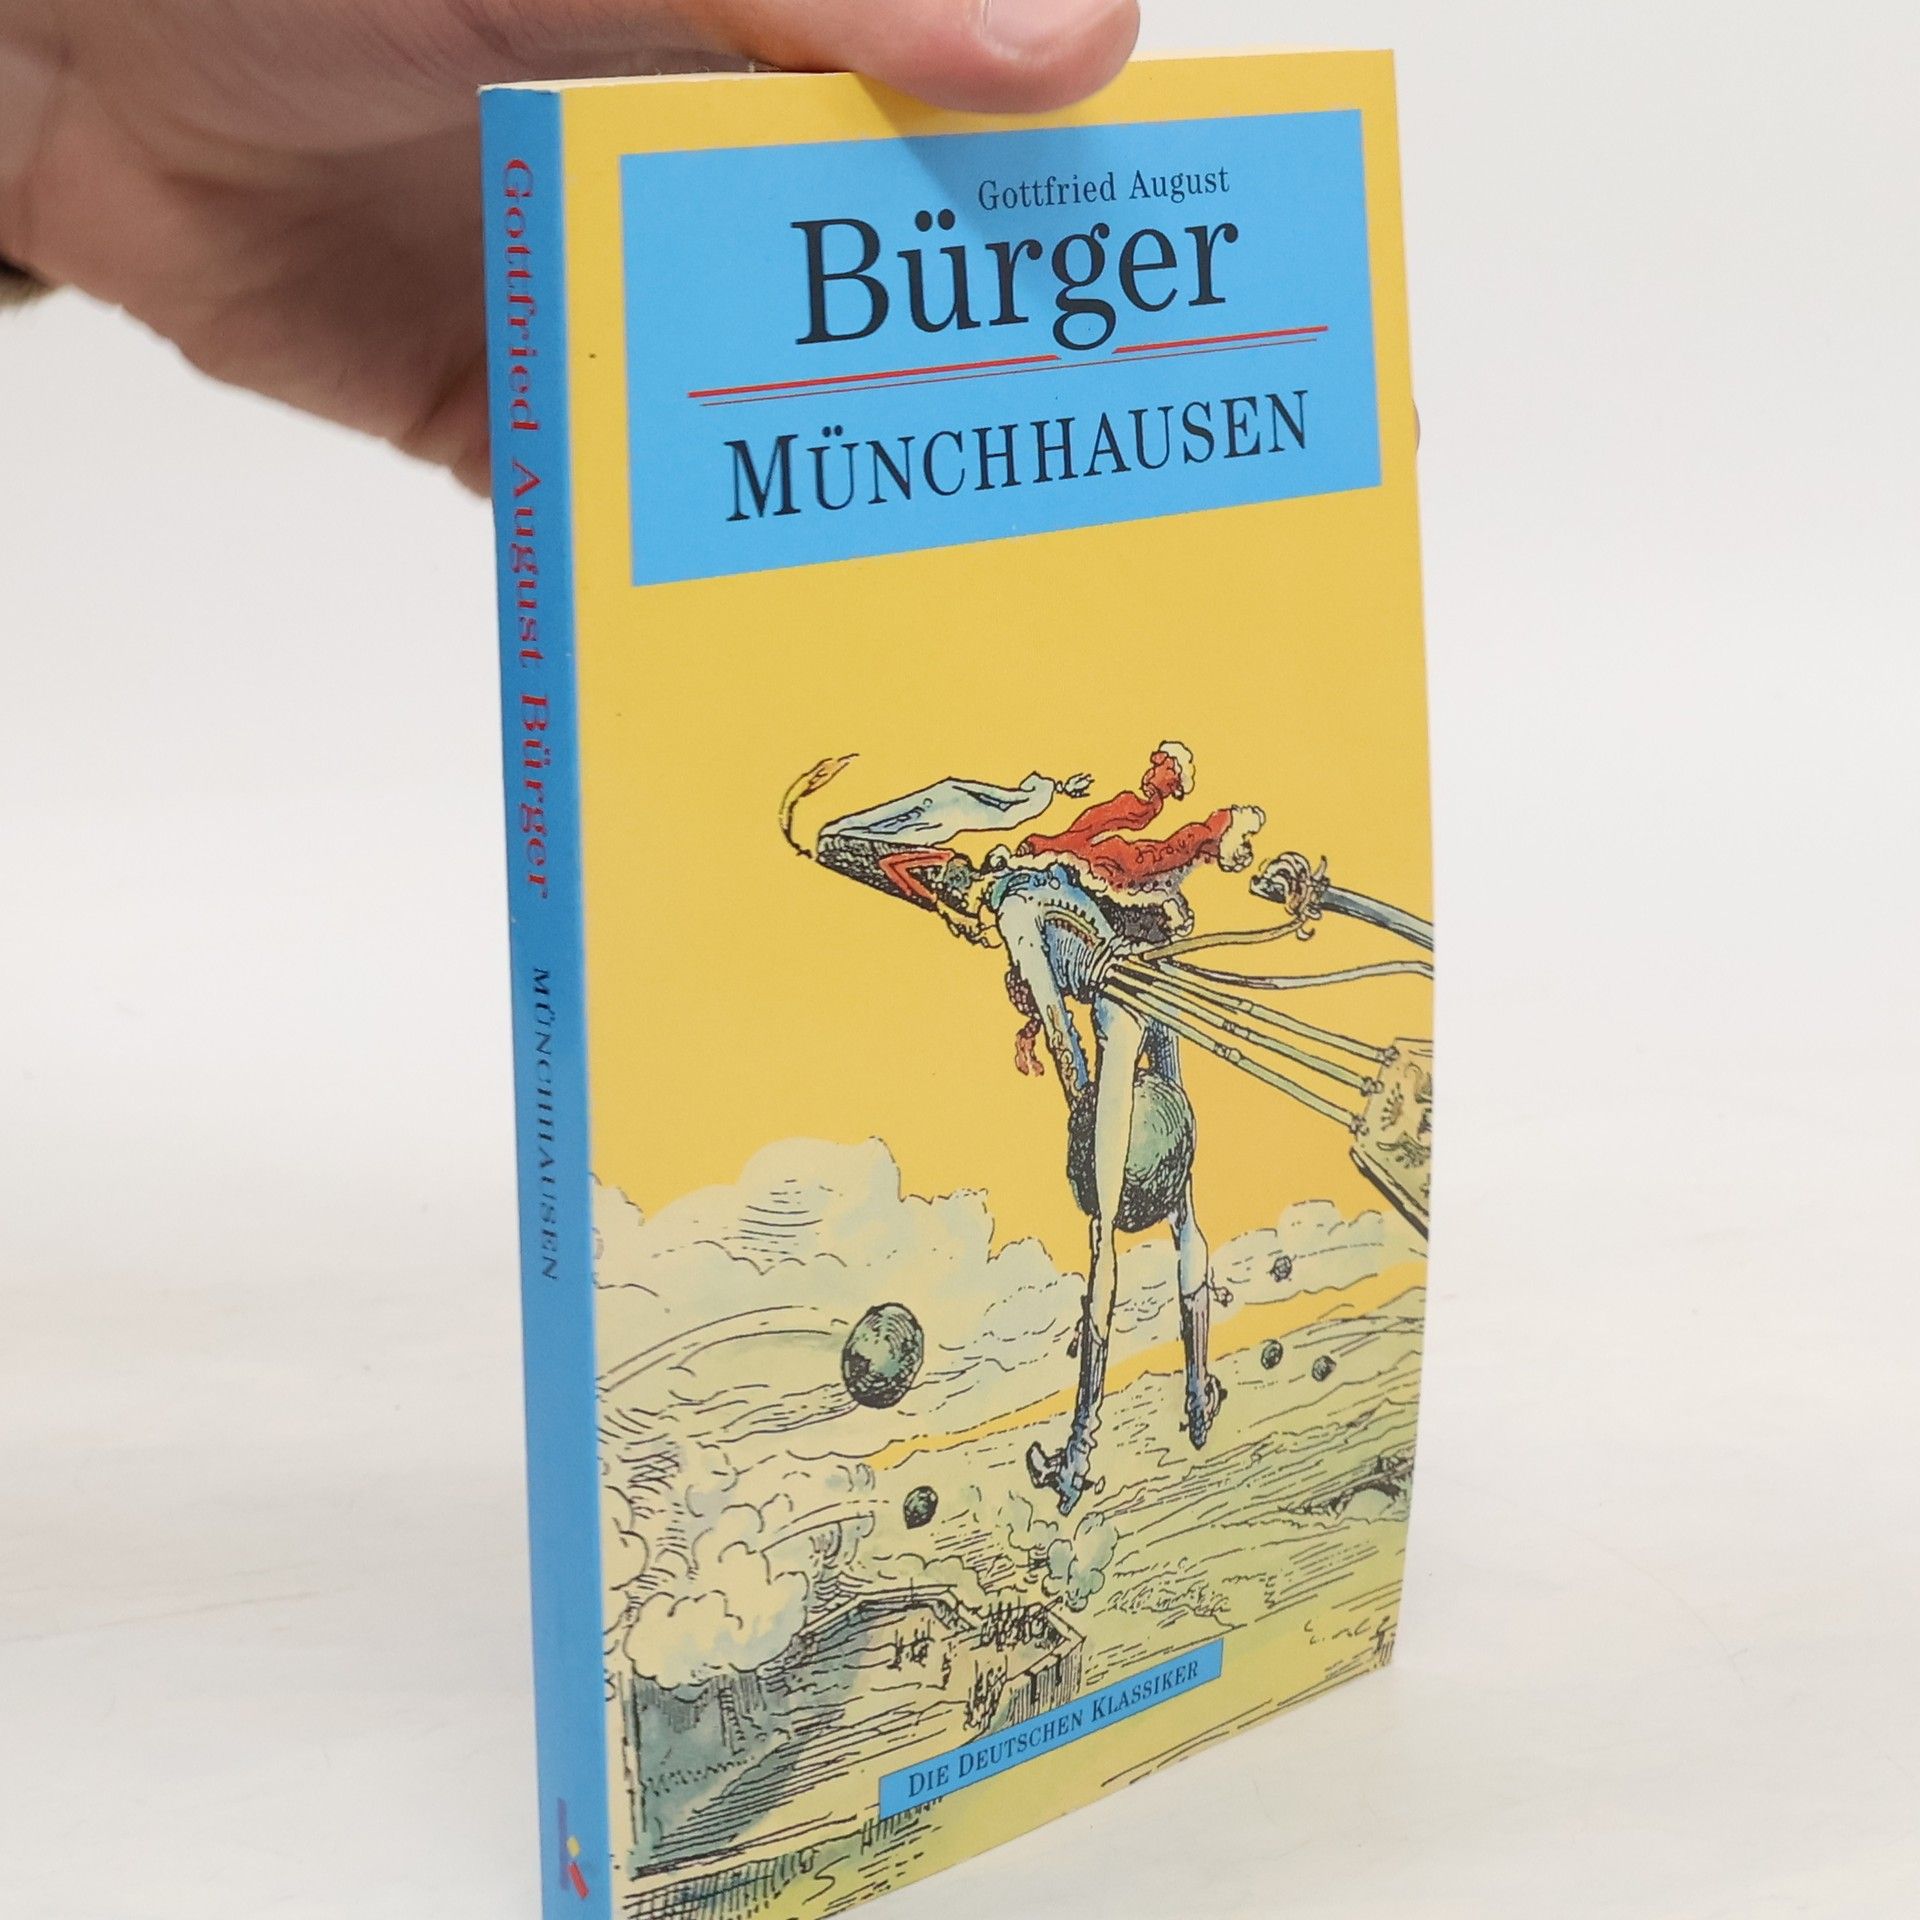 Gottfried August
Bürger
MÜNCHHAUSEN
DIE DEUTSCHEN KLASSIKER
Gottfried August Bürger MÜNCHHAUSEN
k